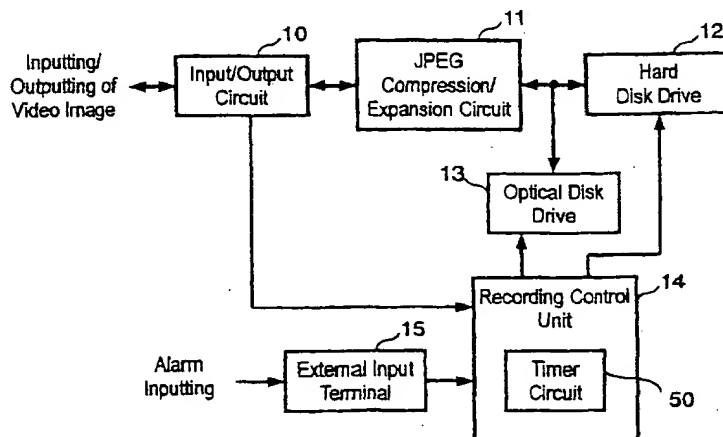 10
11
12
Inputting/
Outputting of
Video Image
Input/Output
Circuit
JPEG
Compression/
Expansion Circuit
Hard
Disk Drive
13
Optical Disk
Drive
Recording Control
Unit
14
15
Alarm
Inputting
External Input
Terminal
Timer
Circuit
50